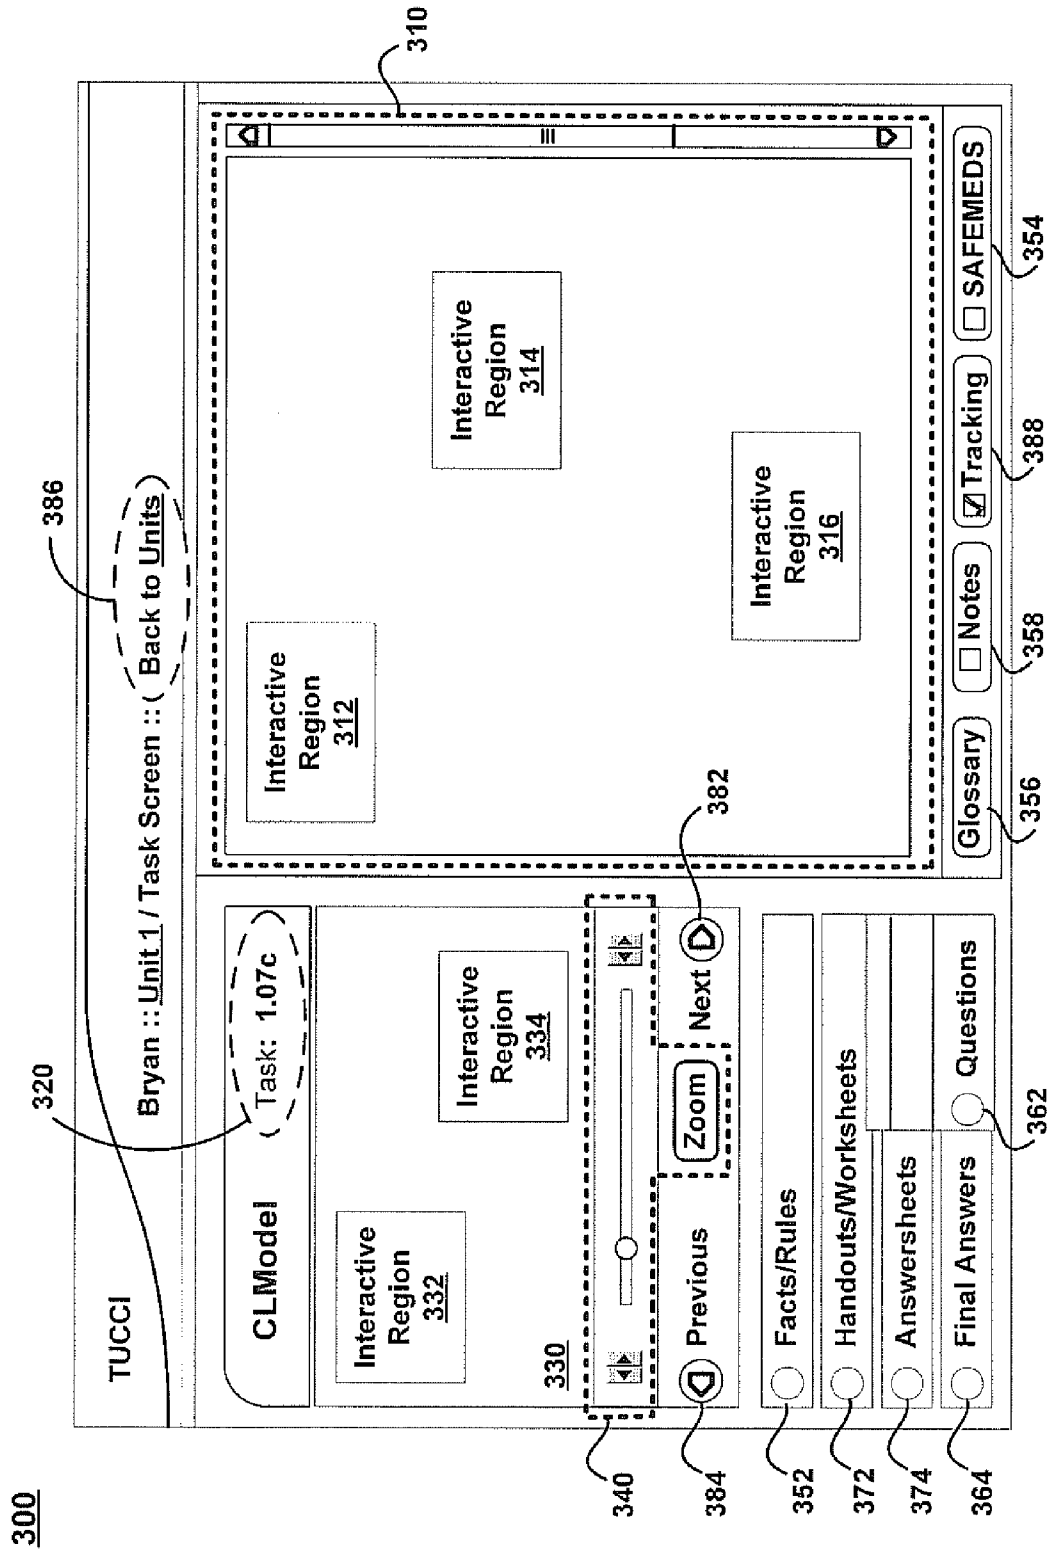 300
TUCCI
Bryan :: Unit 1 / Task Screen :: ( Back to Units )
386
320
CLModel
Task: 1.07c
310
Interactive
Region
332
Interactive
Region
334
330
340
Previous
Zoom
Next
384
382
Interactive
Region
312
Interactive
Region
314
Interactive
Region
316
Facts/Rules
352
Handouts/Worksheets
372
Answersheets
374
Final Answers
364
Questions
362
Glossary
356
Notes
358
Tracking
388
SAFEMEDS
354